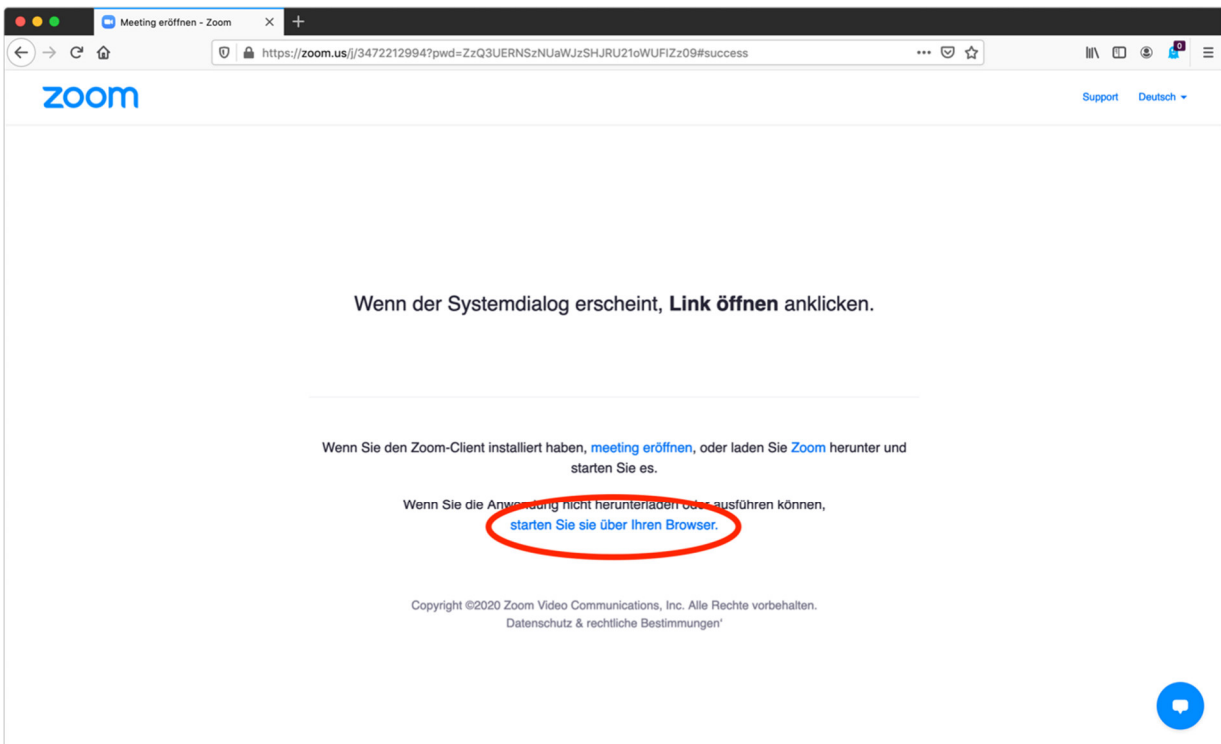 Meeting eröffnen - Zoom
https://zoom.us/j/3472212994?pwd=ZzQ3UERNSzNUaWJzSHJRU21oWUFIZz09#success
0
zoom
Support Deutsch
Wenn der Systemdialog erscheint, Link öffnen anklicken.
Wenn Sie den Zoom-Client installiert haben, meeting eröffnen, oder laden Sie Zoom herunter und
starten Sie es.
Wenn Sie die Anwendung nicht herunterladen oder ausführen können,
starten Sie sie über Ihren Browser.
Copyright ©2020 Zoom Video Communications, Inc. Alle Rechte vorbehalten.
Datenschutz & rechtliche Bestimmungen'